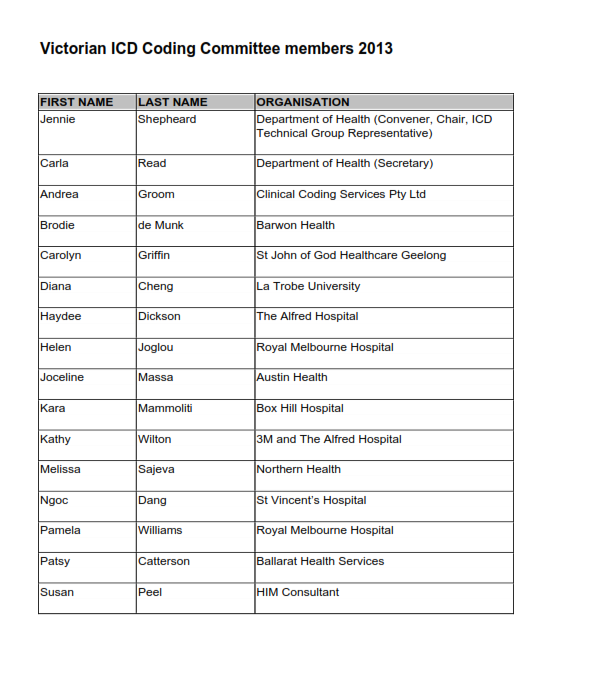 Victorian ICD Coding Committee members 2013
FIRST NAME LAST NAME ORGANISATION
Jennie Shepheard Department of Health (Convener, Chair, ICD
Technical Group Representative)
Carla Read Department of Health (Secretary)
Andrea Groom Clinical Coding Services Pty Ltd
Brodie de Munk Barwon Health
Carolyn Griffin St John of God Healthcare Geelong
Diana Cheng La Trobe University
Haydee Dickson The Alfred Hospital
Helen Joglou Royal Melbourne Hospital
Joceline Massa Austin Health
Kara Mammoliti Box Hill Hospital
Kathy Wilton 3M and The Alfred Hospital
Melissa Sajeva Northern Health
Ngoc Dang St Vincent’s Hospital
Pamela Williams Royal Melbourne Hospital
Patsy Catterson Ballarat Health Services
Susan Peel HIM Consultant